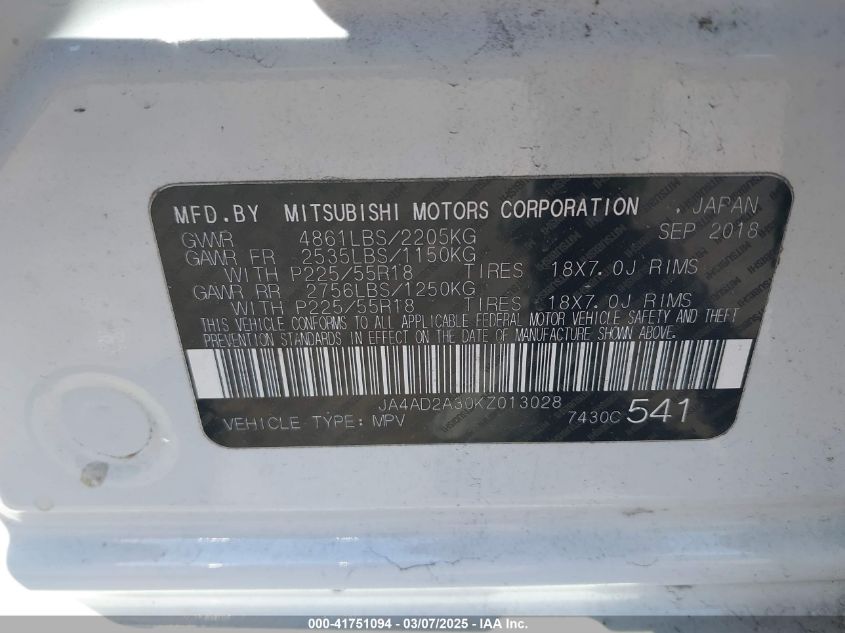 MFD.BY MITSUBISHI MOTORS CORPORATION , JAPAN
GVWR 4861LBS/2205KG SEP 2018
GAWR FR 2535LBS/1150KG
WITH P225/55R18 TIRES 18X7.0J RIMS
GAWR RR 2756LBS/1250KG
WITH P225/55R18 TIRES 18X7.0J RIMS
THIS VEHICLE CONFORMS TO ALL APPLICABLE FEDERAL MOTOR VEHICLE SAFETY AND THEFT
PREVENTION STANDARDS IN EFFECT ON THE DATE OF MANUFACTURE SHOWN ABOVE.
JA4AD2A30KZ013028
VEHICLE TYPE: MPV 7430C 541
000-41751094 — 03/07/2025 — IAA Inc.